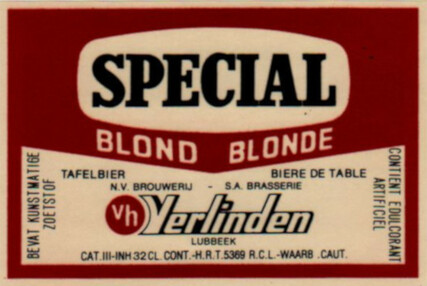 SPECIAL
BLOND BLONDE
TAFELBIER BIERE DE TABLE
N.V. BROUWERIJ - S.A. BRASSERIE
Vh Verlinden
LUBBEEK
CAT.III-INH 32 CL. CONT.-H.R.T. 5369 R.C.L.-WAARB.CAUT.
BEVAT KUNSTMATIGE
ZOETSTOF
CONTIENT EDULCORANT
ARTIFICIEL